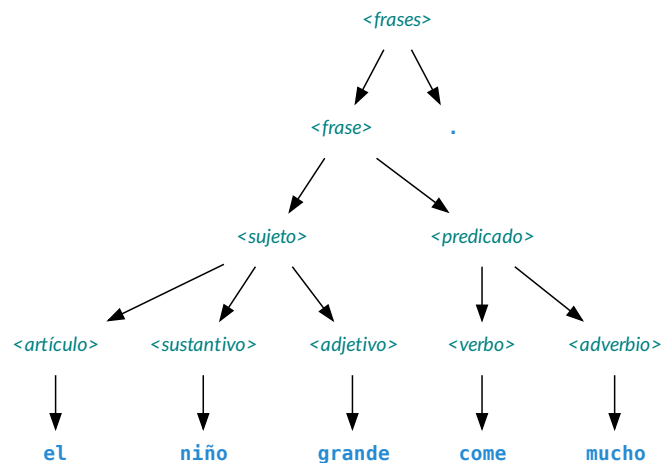 <frases>
<frase> .
<sujeto> <predicado>
<artículo> <sustantivo> <adjetivo> <verbo> <adverbio>
el niño grande come mucho